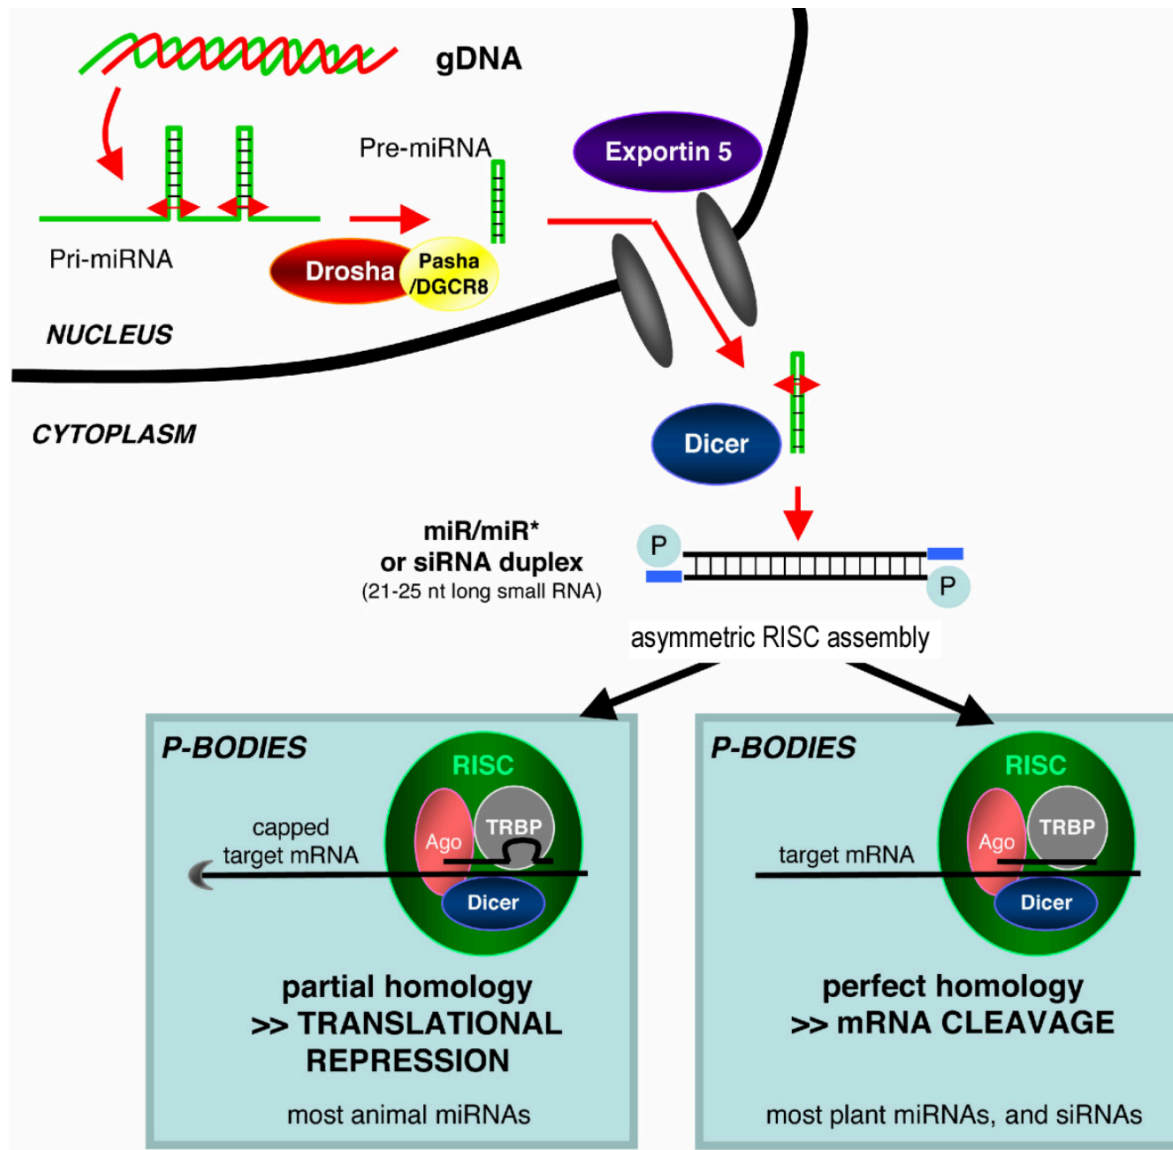 gDNA
Pre-miRNA
Exportin 5
Pri-miRNA
Drosha
Pasha
/DGCR8
NUCLEUS
CYTOPLASM
Dicer
miR/miR*
or siRNA duplex
(21-25 nt long small RNA)
P
P
asymmetric RISC assembly
P-BODIES
RISC
capped
target mRNA
Ago
TRBP
Dicer
partial homology
>> TRANSLATIONAL
REPRESSION
most animal miRNAs
P-BODIES
RISC
target mRNA
Ago
TRBP
Dicer
perfect homology
>> mRNA CLEAVAGE
most plant miRNAs, and siRNAs